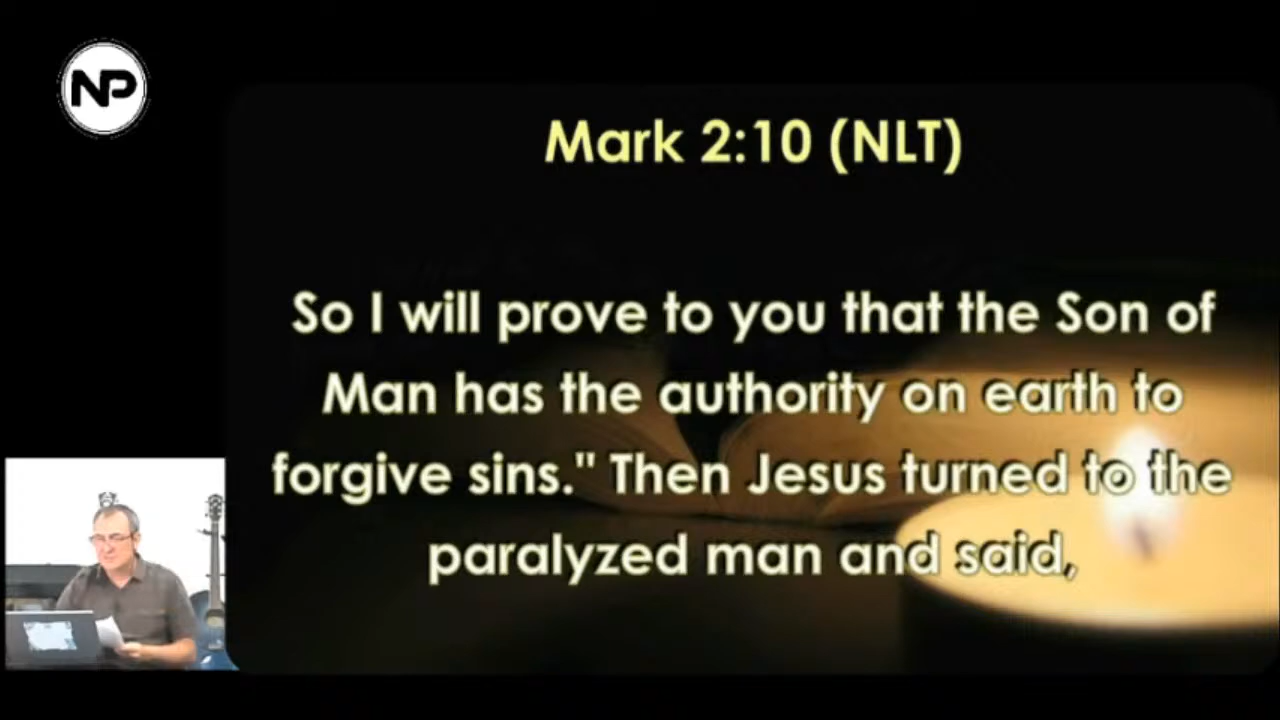 NP
Mark 2:10 (NLT)
So I will prove to you that the Son of
Man has the authority on earth to
forgive sins." Then Jesus turned to the
paralyzed man and said,